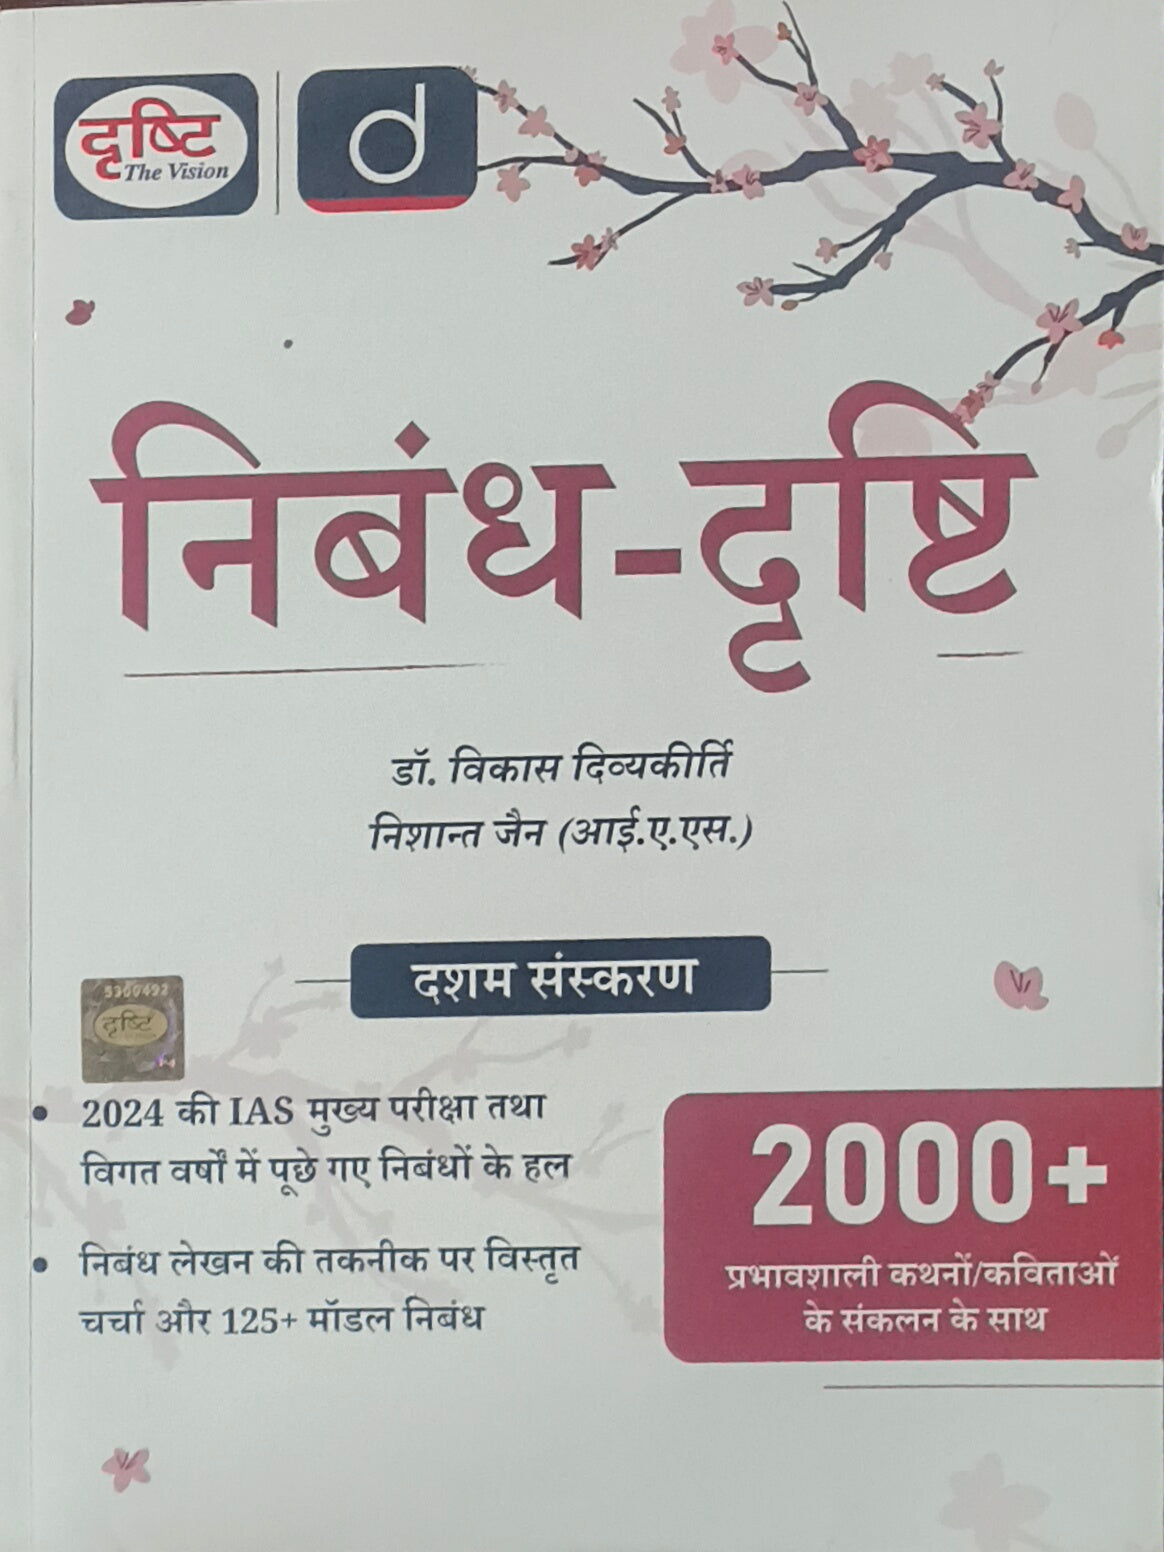 दृष्टि
The Vision
d
निबंध-दृष्टि
डॉ. विकास दिव्यकीर्ति
निशान्त जैन (आई.ए.एस.)
दशम संस्करण
5300492
दृष्टि
• 2024 की IAS मुख्य परीक्षा तथा
विगत वर्षों में पूछे गए निबंधों के हल
• निबंध लेखन की तकनीक पर विस्तृत
चर्चा और 125+ मॉडल निबंध
2000+
प्रभावशाली कथनों/कविताओं
के संकलन के साथ